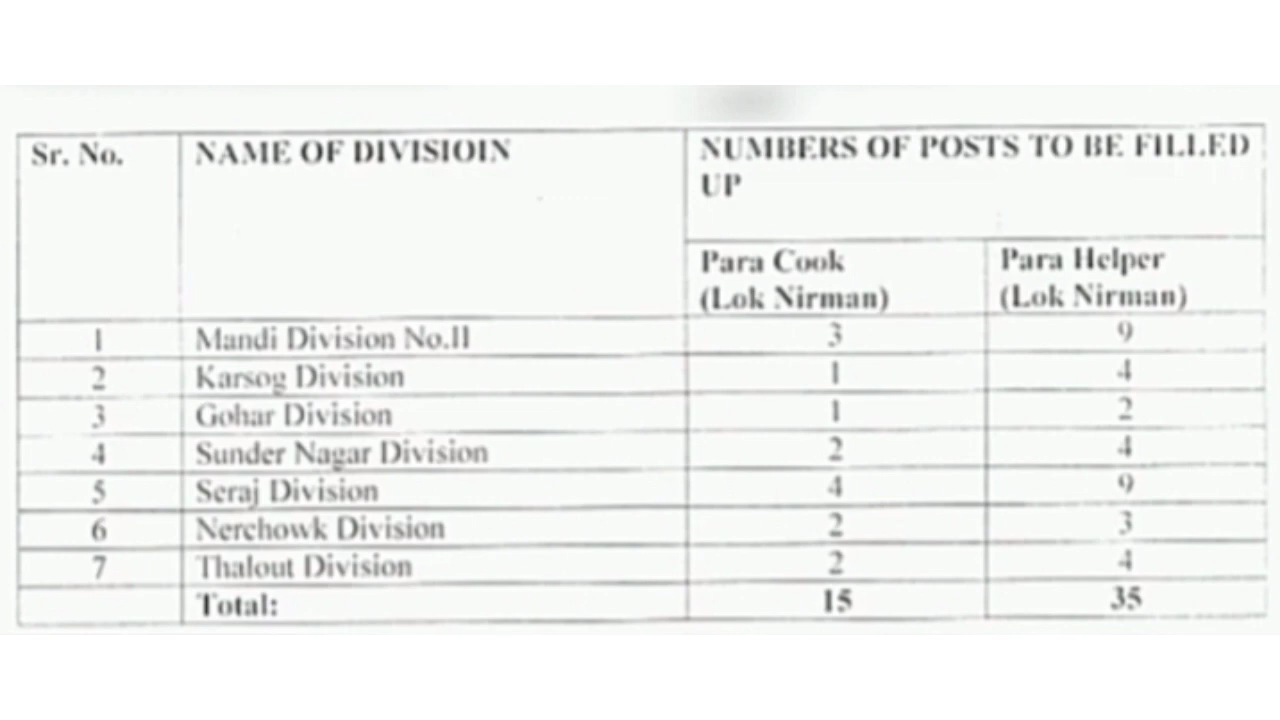 Sr. No. NAME OF DIVISIOIN NUMBERS OF POSTS TO BE FILLED
UP
Para Cook Para Helper
(Lok Nirman) (Lok Nirman)
1 Mandi Division No.II 3 9
2 Karsog Division 1 4
3 Gohar Division 1 2
4 Sunder Nagar Division 2 4
5 Seraj Division 4 9
6 Nerchowk Division 2 3
7 Thalout Division 2 4
Total: 15 35